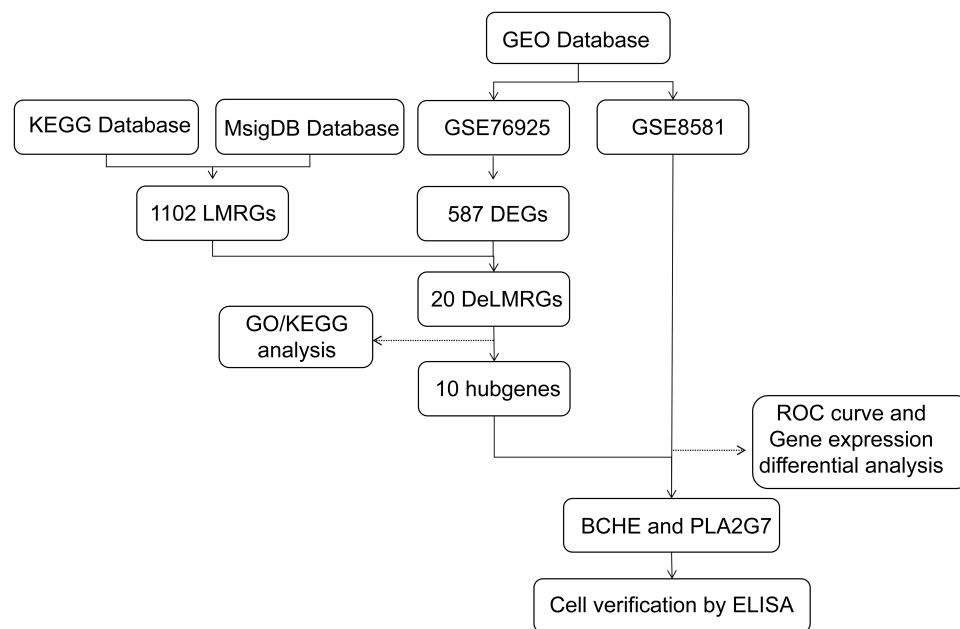 GEO Database
KEGG Database
MsigDB Database
GSE76925
GSE8581
1102 LMRGs
587 DEGs
20 DeLMRGs
GO/KEGG
analysis
10 hubgenes
ROC curve and
Gene expression
differential analysis
BCHE and PLA2G7
Cell verification by ELISA